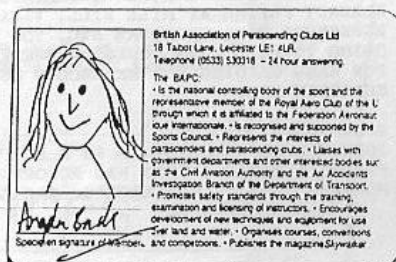 British Association of Parascending Clubs Ltd
18 Talbot Lane, Leicester LE1 4LR.
Telephone (0533) 530318 – 24 hour answering.
The BAPC:
• Is the national controlling body of the sport and the
representative member of the Royal Aero Club of the U
through which it is affiliated to the Federation Aeronaut
ique Internationale. • Is recognised and supported by the
Sports Council. • Represents the interests of
parascenders and parascending clubs. • Liaises with
government departments and other interested bodies suc
as the Civil Aviation Authority and the Air Accidents
Investigation Branch of the Department of Transport.
• Promotes safety standards through the training,
examination and licensing of instructors. • Encourages
development of new techniques and equipment for use
over land and water. • Organises courses, conventions
and competitions. • Publishes the magazine Skywriter
Specimen signature of Member